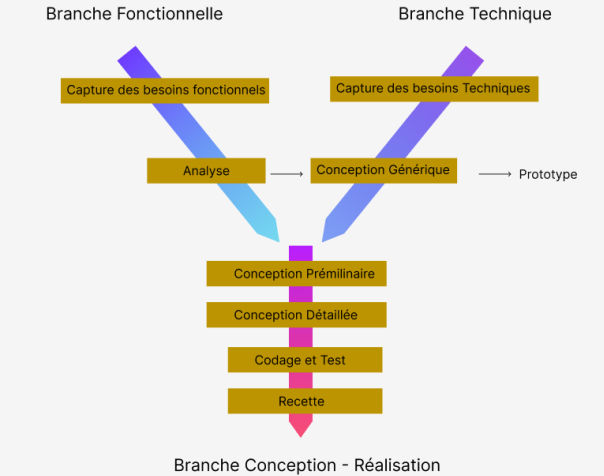 Branche Fonctionnelle
Branche Technique
Capture des besoins fonctionnels
Capture des besoins Techniques
Analyse
Conception Générique
Prototype
Conception Prémilinaire
Conception Détaillée
Codage et Test
Recette
Branche Conception - Réalisation